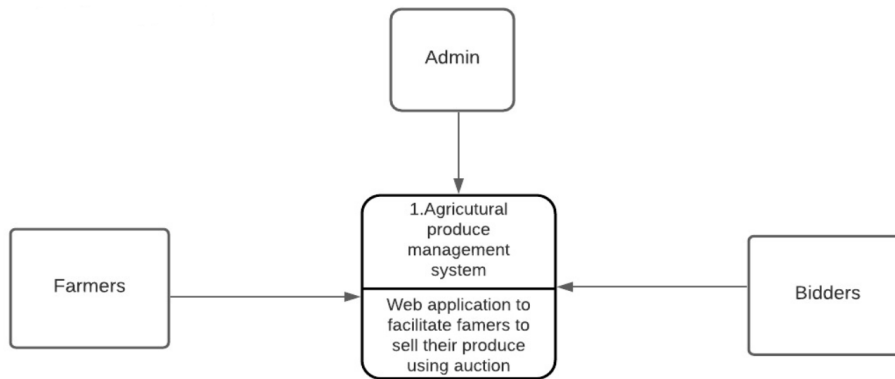 Admin
1.Agricutural
produce
management
system
Farmers
Web application to
facilitate famers to
sell their produce
using auction
Bidders